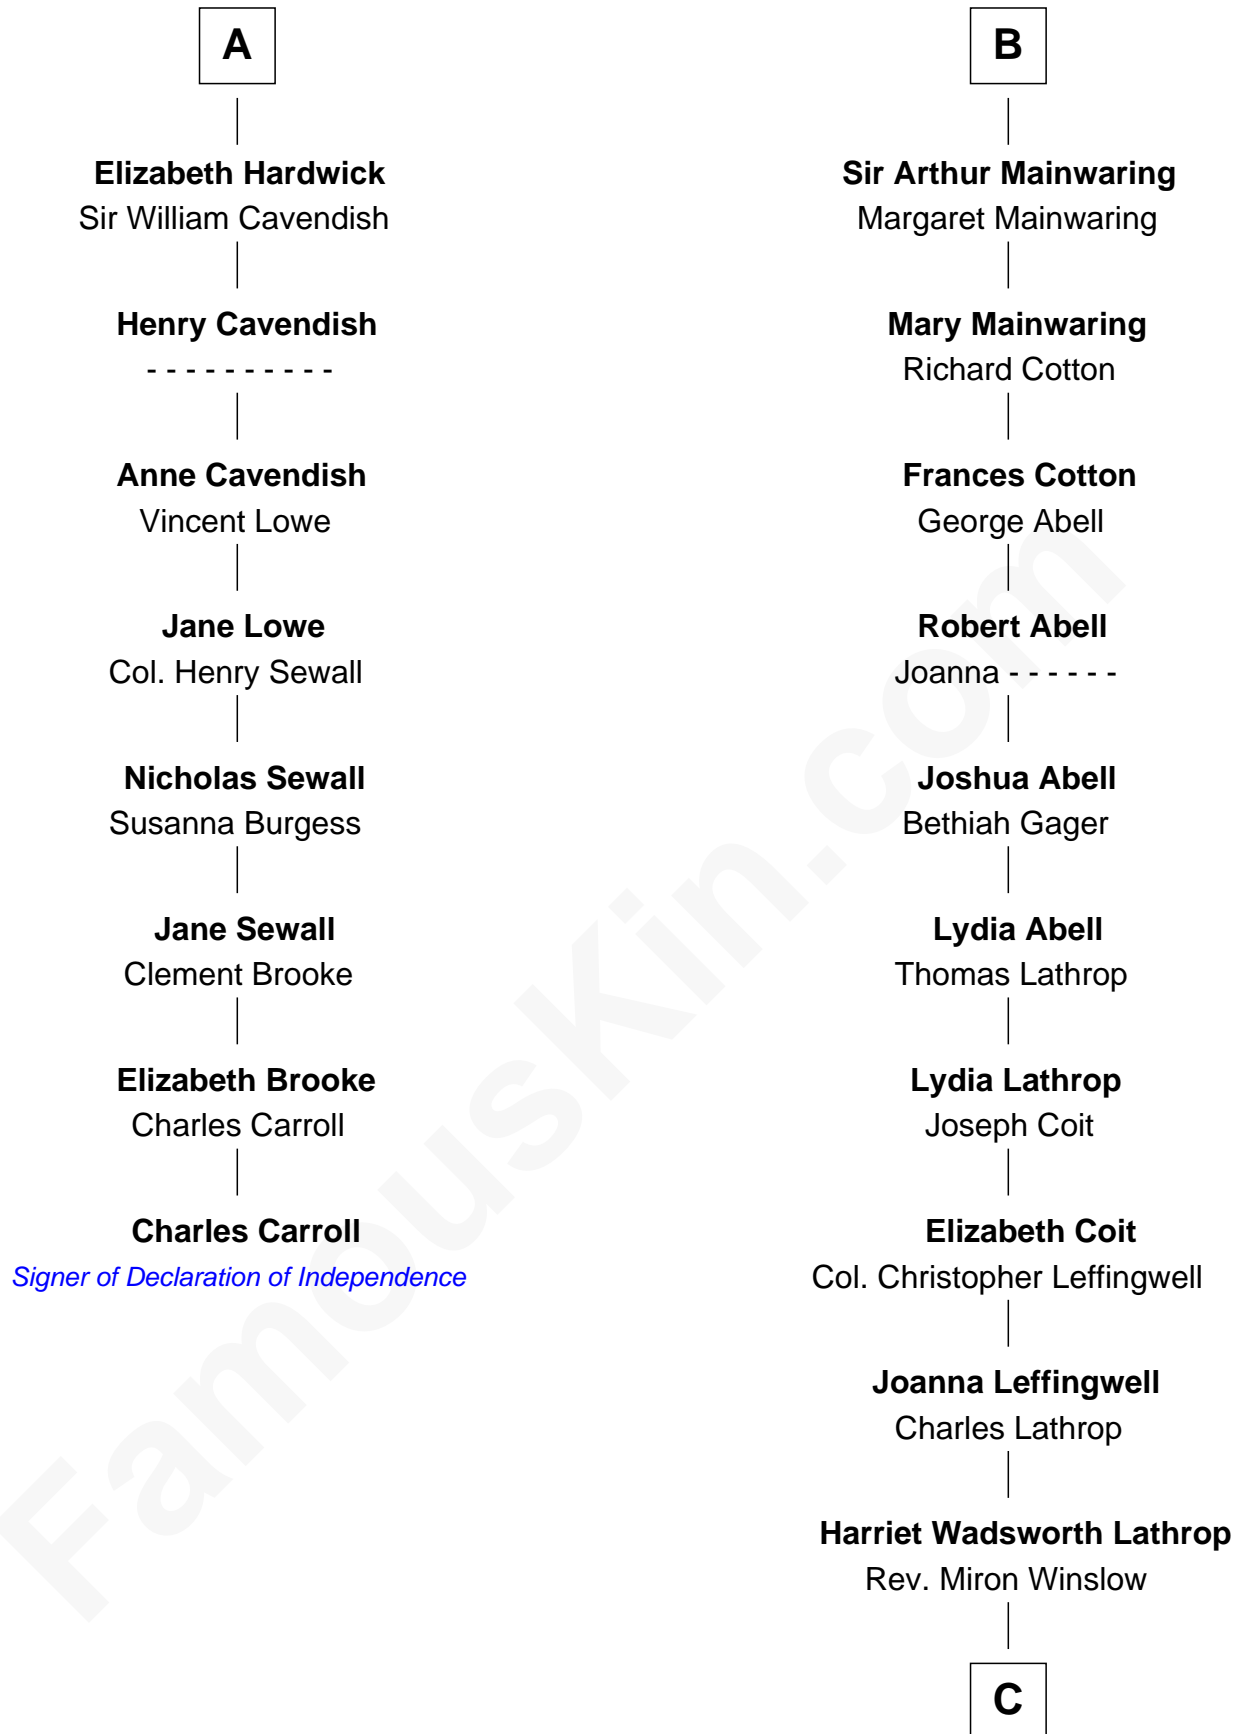 A
Elizabeth Hardwick
Sir William Cavendish
Henry Cavendish
- - - - - - - - - -
Anne Cavendish
Vincent Lowe
Jane Lowe
Col. Henry Sewall
Nicholas Sewall
Susanna Burgess
Jane Sewall
Clement Brooke
Elizabeth Brooke
Charles Carroll
Charles Carroll
Signer of Declaration of Independence
B
Sir Arthur Mainwaring
Margaret Mainwaring
Mary Mainwaring
Richard Cotton
Frances Cotton
George Abell
Robert Abell
Joanna - - - - - -
Joshua Abell
Bethiah Gager
Lydia Abell
Thomas Lathrop
Lydia Lathrop
Joseph Coit
Elizabeth Coit
Col. Christopher Leffingwell
Joanna Leffingwell
Charles Lathrop
Harriet Wadsworth Lathrop
Rev. Miron Winslow
C
FamousKin.com